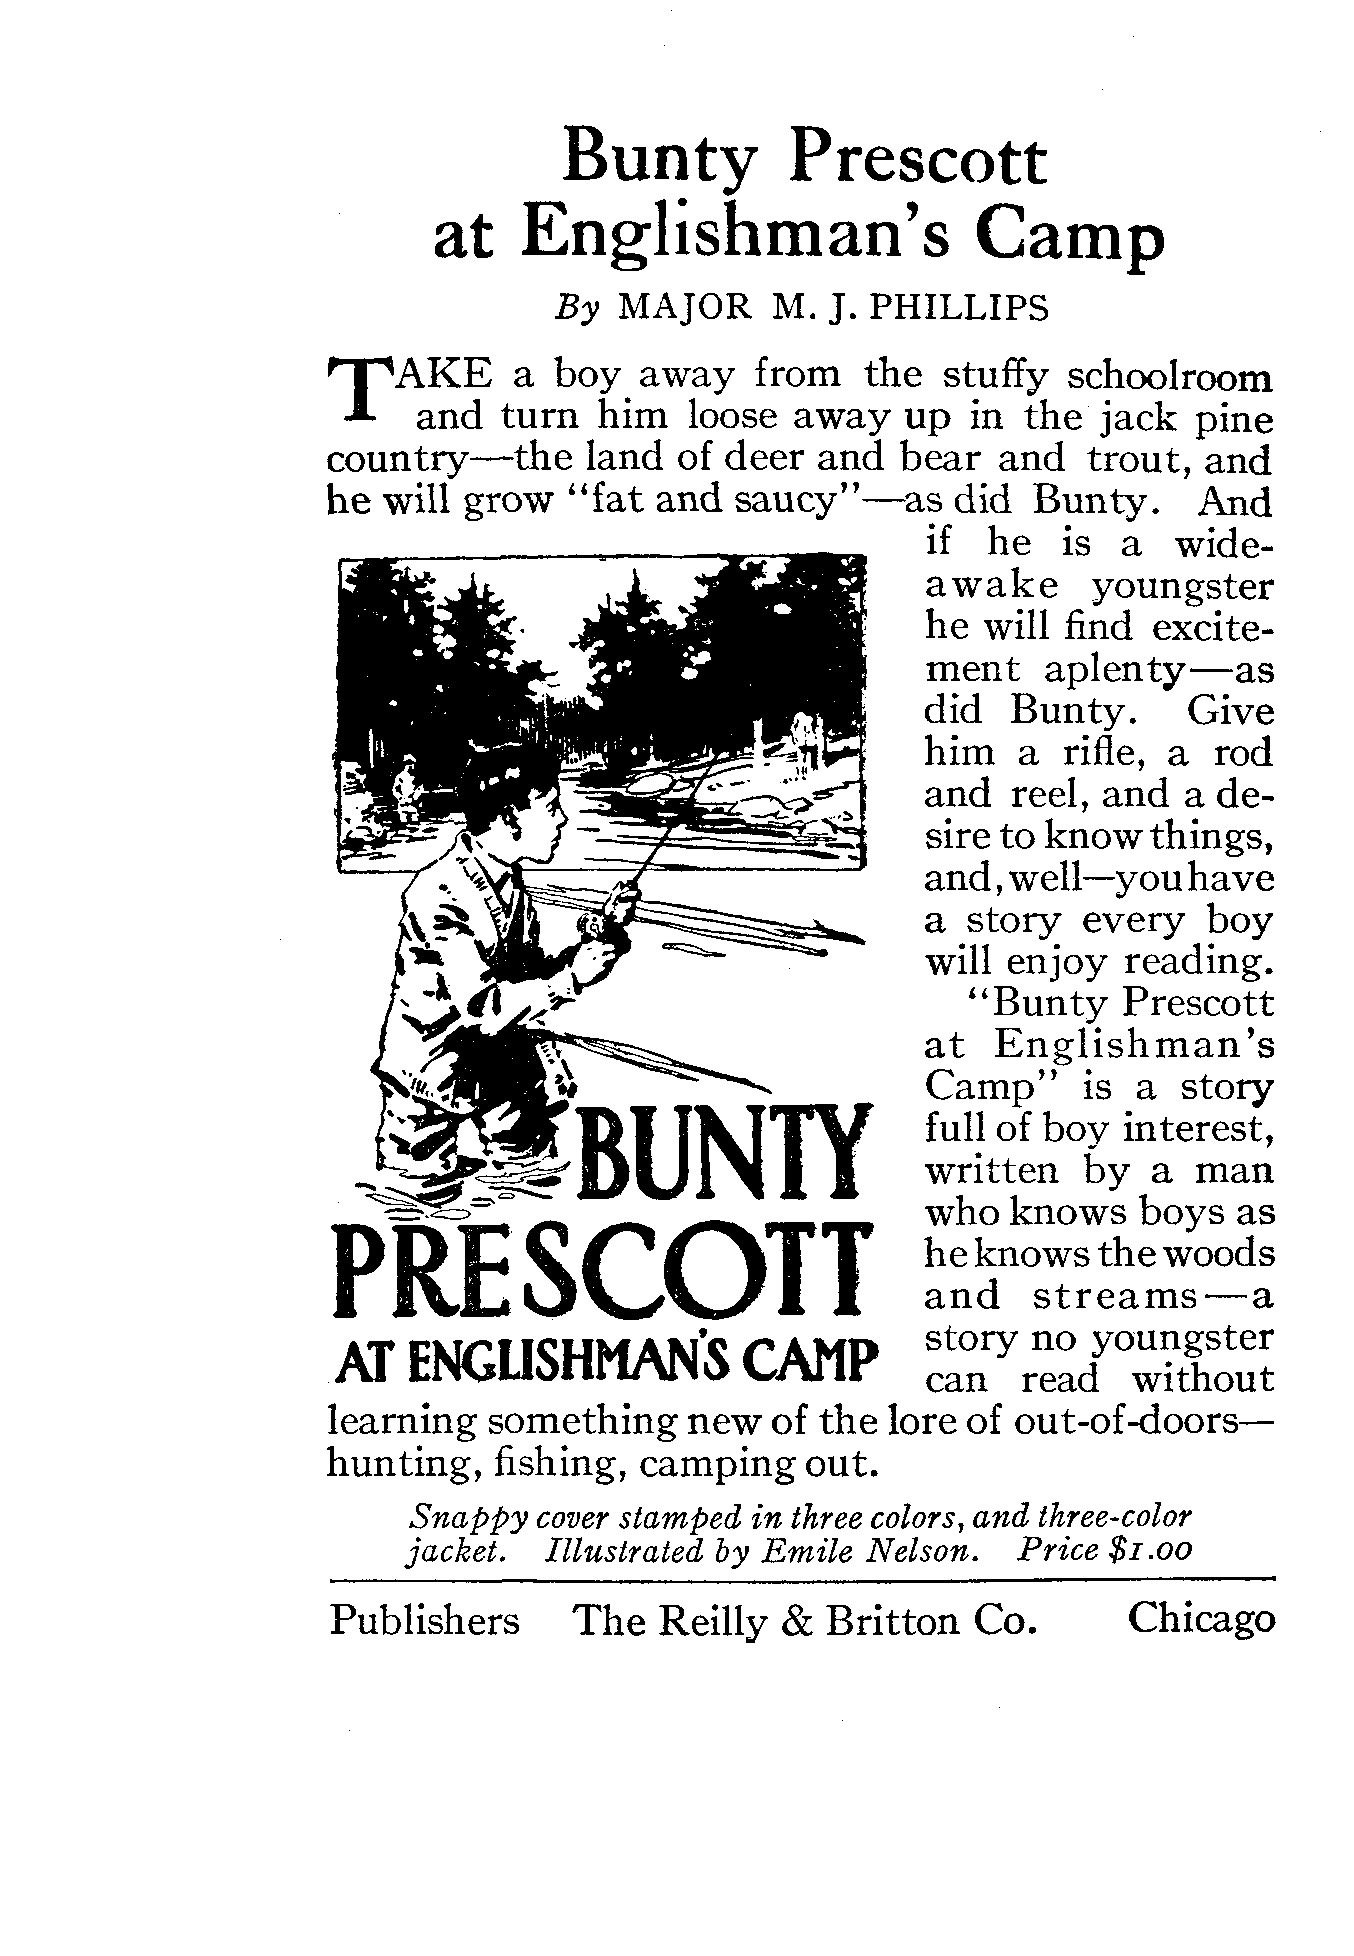 Bunty Prescott
at Englishman's Camp
By MAJOR M. J. PHILLIPS
TAKE a boy away from the stuffy schoolroom
and turn him loose away up in the jack pine
country—the land of deer and bear and trout, and
he will grow “fat and saucy”—as did Bunty. And
if he is a wide-
awake youngster
he will find excite-
ment aplenty—as
did Bunty. Give
him a rifle, a rod
and reel, and a de-
sire to know things,
and, well—you have
a story every boy
will enjoy reading.
“Bunty Prescott
at Englishman's
Camp” is a story
full of boy interest,
written by a man
who knows boys as
he knows the woods
and streams—a
story no youngster
can read without
learning something new of the lore of out-of-doors—
hunting, fishing, camping out.
BUNTY
PRESCOTT
AT ENGLISHMAN'S CAMP
Snappy cover stamped in three colors, and three-color
jacket. Illustrated by Emile Nelson. Price $1.00
Publishers The Reilly & Britton Co. Chicago